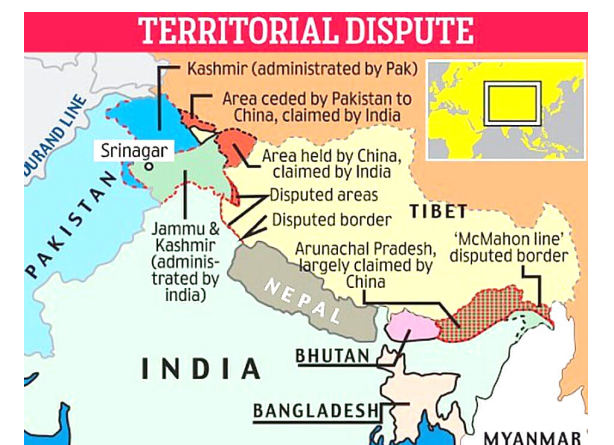 TERRITORIAL DISPUTE
Kashmir (administrated by Pak)
Area ceded by Pakistan to
China, claimed by India
DURAND LINE
Srinagar
Area held by China,
claimed by India
PAKISTAN
Disputed areas
Disputed border
TIBET
Jammu &
Kashmir
(adminis-
trated by
india)
Arunachal Pradesh,
largely claimed by
China
'McMahon line'
disputed border
NEPAL
INDIA
BHUTAN
BANGLADESH
MYANMAR